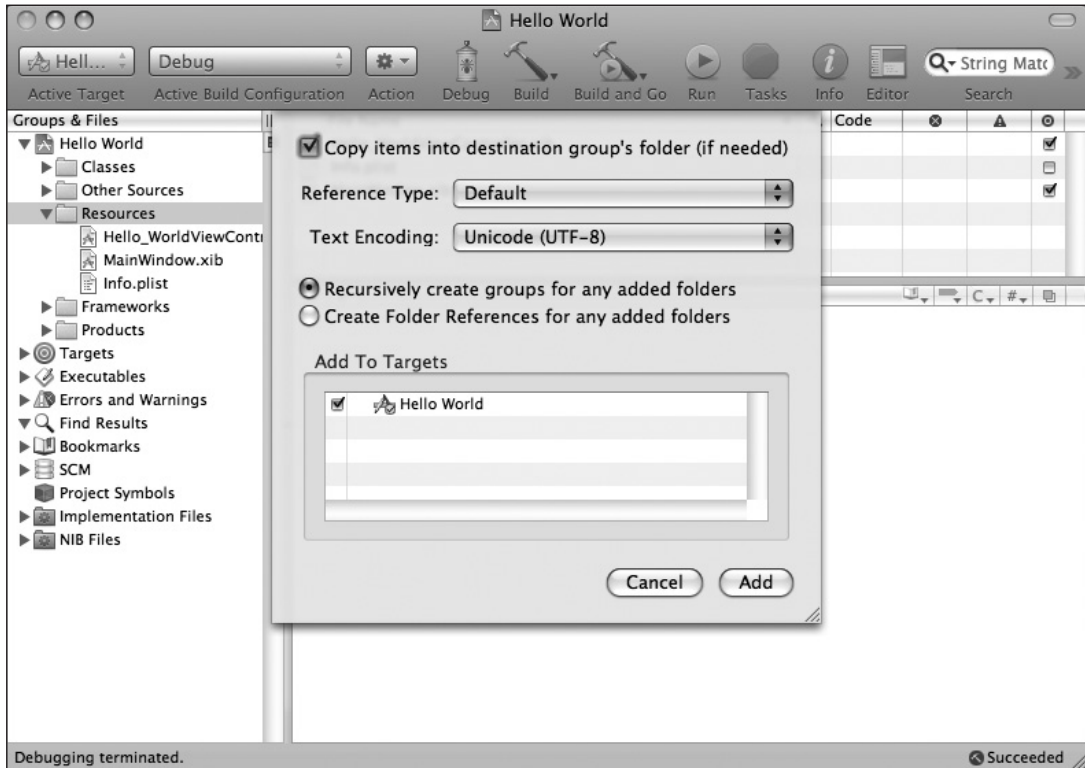 Hello World
Hell...
Debug
String Matc
Active Target
Active Build Configuration
Action
Debug
Build
Build and Go
Run
Tasks
Info
Editor
Search
Groups & Files
Code
Hello World
Classes
Other Sources
Resources
Hello_WorldViewContr
MainWindow.xib
Info.plist
Frameworks
Products
Targets
Executables
Errors and Warnings
Find Results
Bookmarks
SCM
Project Symbols
Implementation Files
NIB Files
Copy items into destination group's folder (if needed)
Reference Type: Default
Text Encoding: Unicode (UTF-8)
Recursively create groups for any added folders
Create Folder References for any added folders
Add To Targets
Hello World
Cancel
Add
C
#
Debugging terminated.
Succeeded